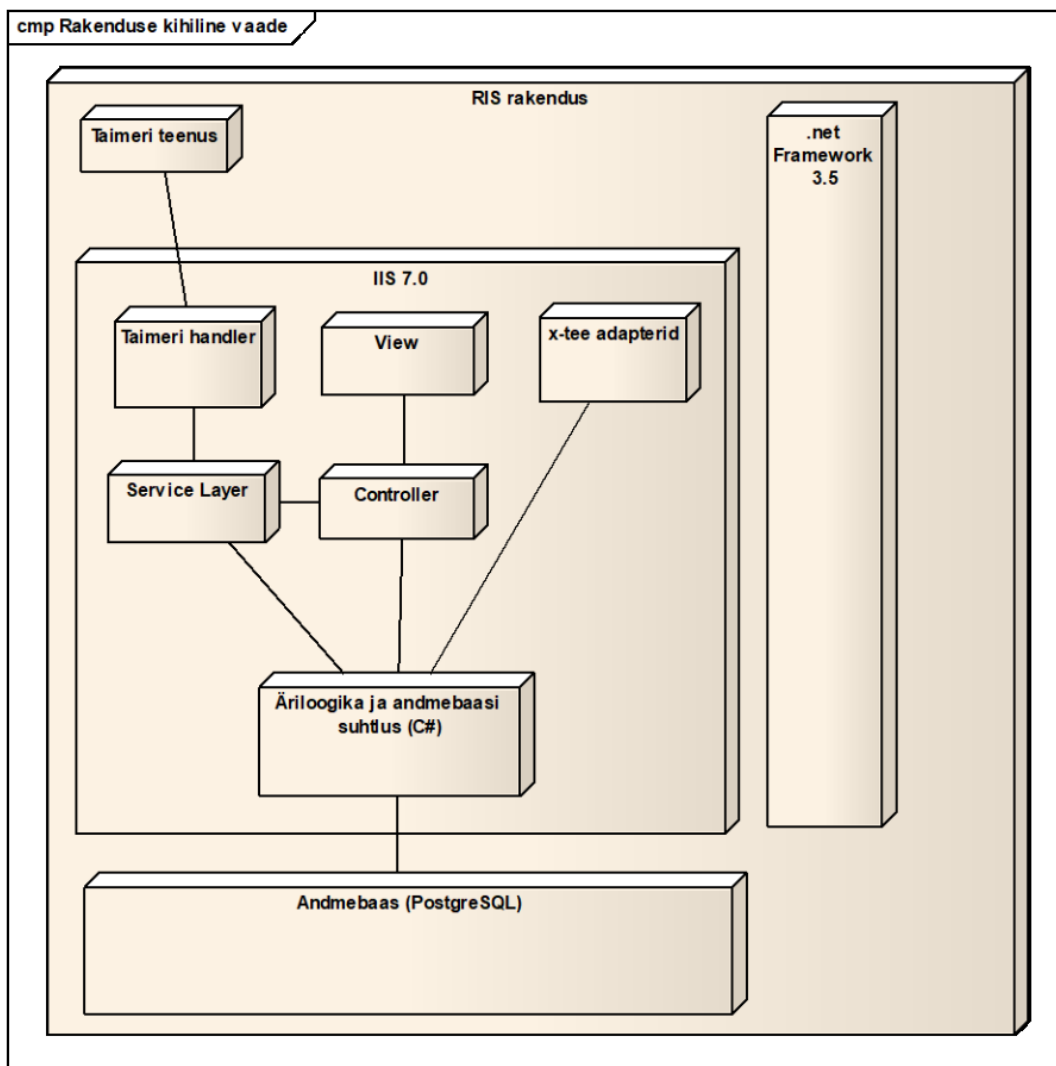 cmp Rakenduse kihiline vaade
RIS rakendus
Taimeri teenus
.net
Framework
3.5
IIS 7.0
Taimeri handler
View
x-tee adapterid
Service Layer
Controller
Äriloogika ja andmebaasi
suhtlus (C#)
Andmebaas (PostgreSQL)